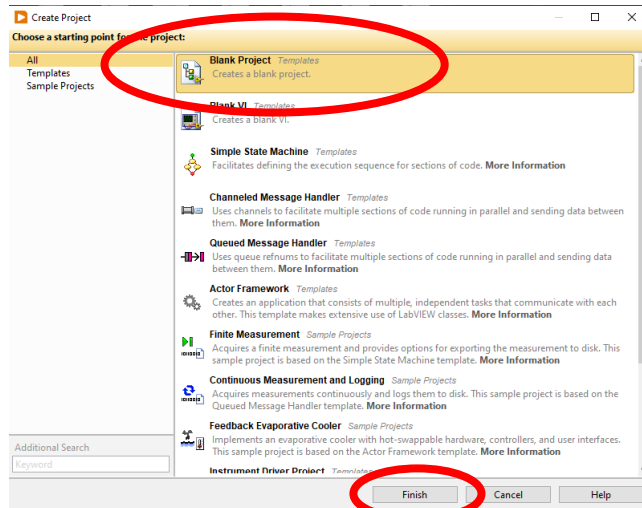 Create Project
Choose a starting point for the project:
All
Templates
Sample Projects
Blank Project Templates
Creates a blank project.
Blank VI Templates
Creates a blank VI.
Simple State Machine Templates
Facilitates defining the execution sequence for sections of code. More Information
Channeled Message Handler Templates
Uses channels to facilitate multiple sections of code running in parallel and sending data between
them. More Information
Queued Message Handler Templates
Uses queue refnums to facilitate multiple sections of code running in parallel and sending data
between them. More Information
Actor Framework Templates
Creates an application that consists of multiple, independent tasks that communicate with each
other. This template makes extensive use of LabVIEW classes. More Information
Finite Measurement Sample Projects
Acquires a finite measurement and provides options for exporting the measurement to disk. This
sample project is based on the Simple State Machine template. More Information
Continuous Measurement and Logging Sample Projects
Acquires measurements continuously and logs them to disk. This sample project is based on the
Queued Message Handler template. More Information
Feedback Evaporative Cooler Sample Projects
Implements an evaporative cooler with hot-swappable hardware, controllers, and user interfaces.
This sample project is based on the Actor Framework template. More Information
Instrument Driver Project Templates
Additional Search
Keyword
Finish
Cancel
Help